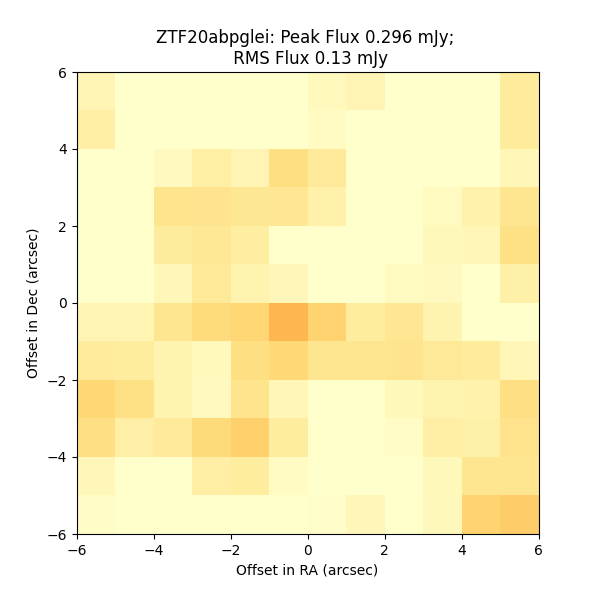 ZTF20abpglei: Peak Flux 0.296 mJy;
RMS Flux 0.13 mJy
6
4
2
0
−2
−4
−6
Offset in Dec (arcsec)
−6 −4 −2 0 2 4 6
Offset in RA (arcsec)